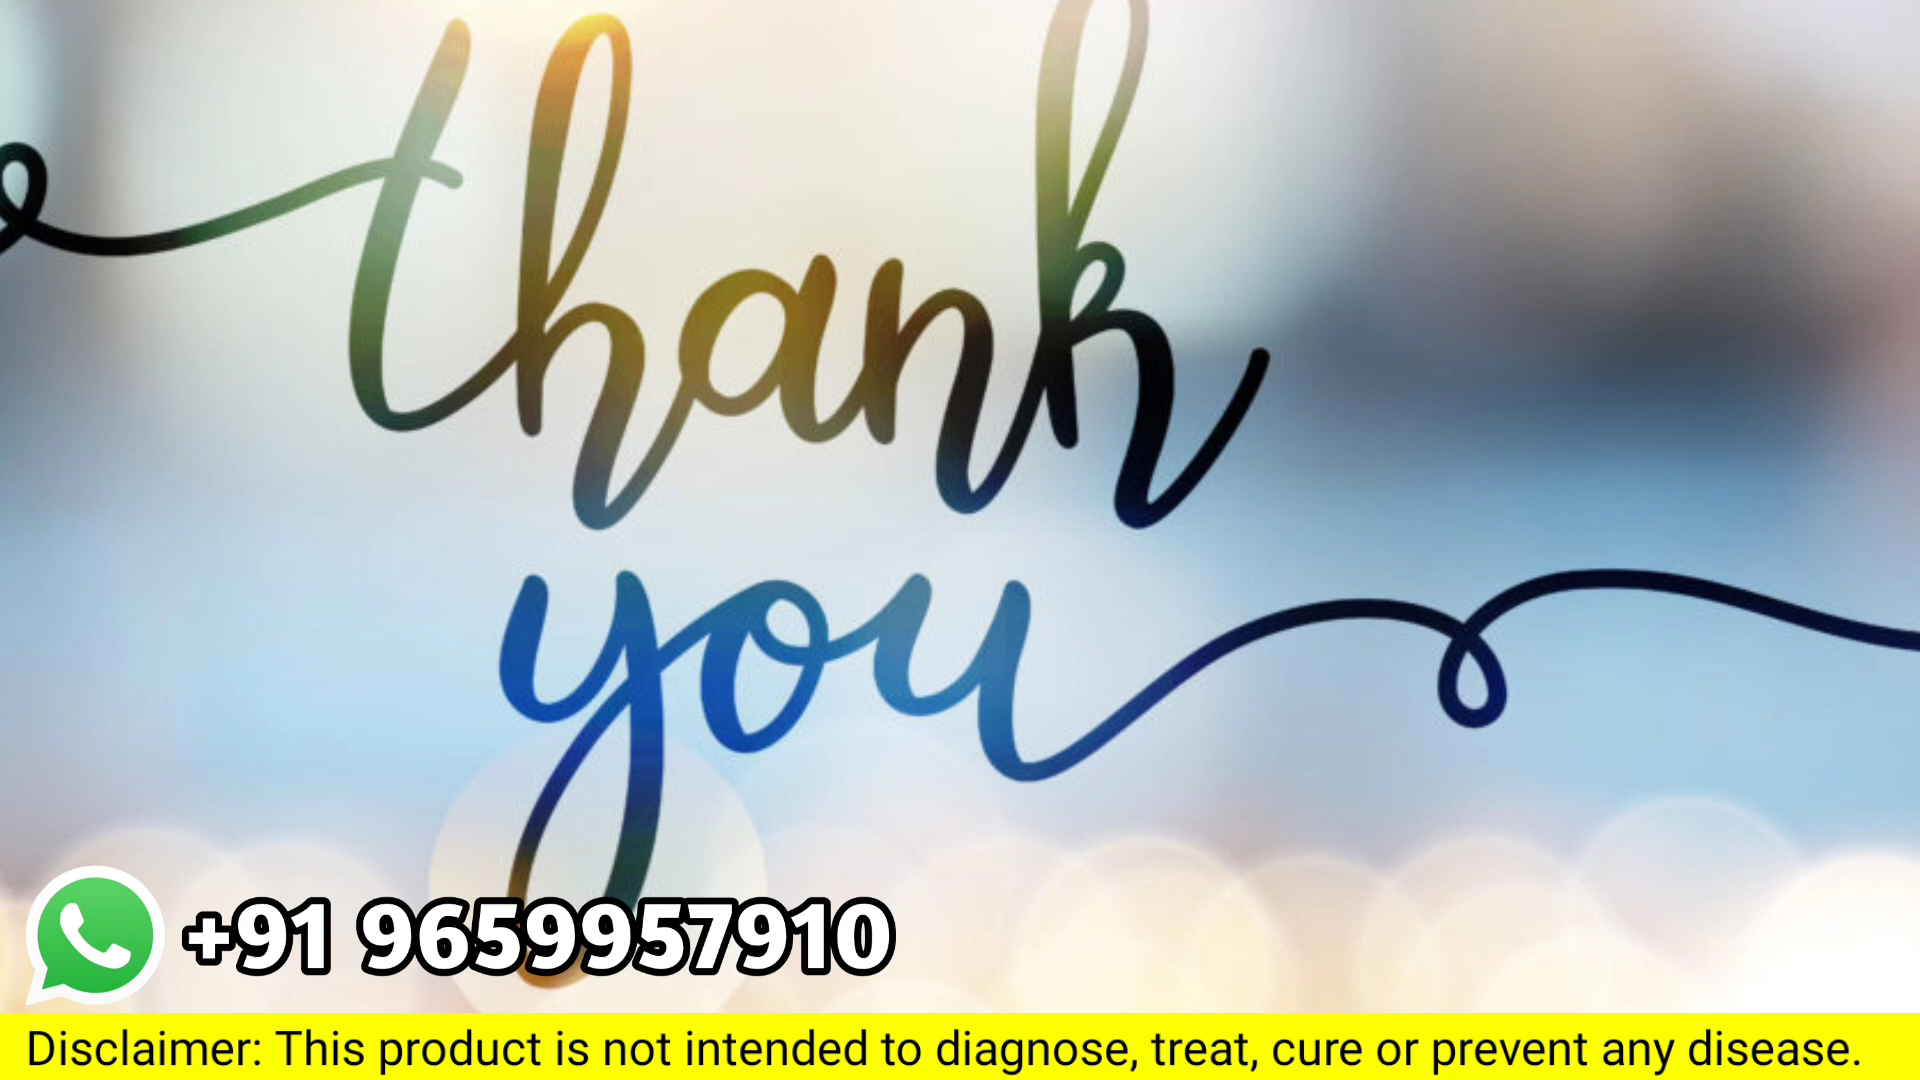 thank
you
+91 9659957910
Disclaimer: This product is not intended to diagnose, treat, cure or prevent any disease.